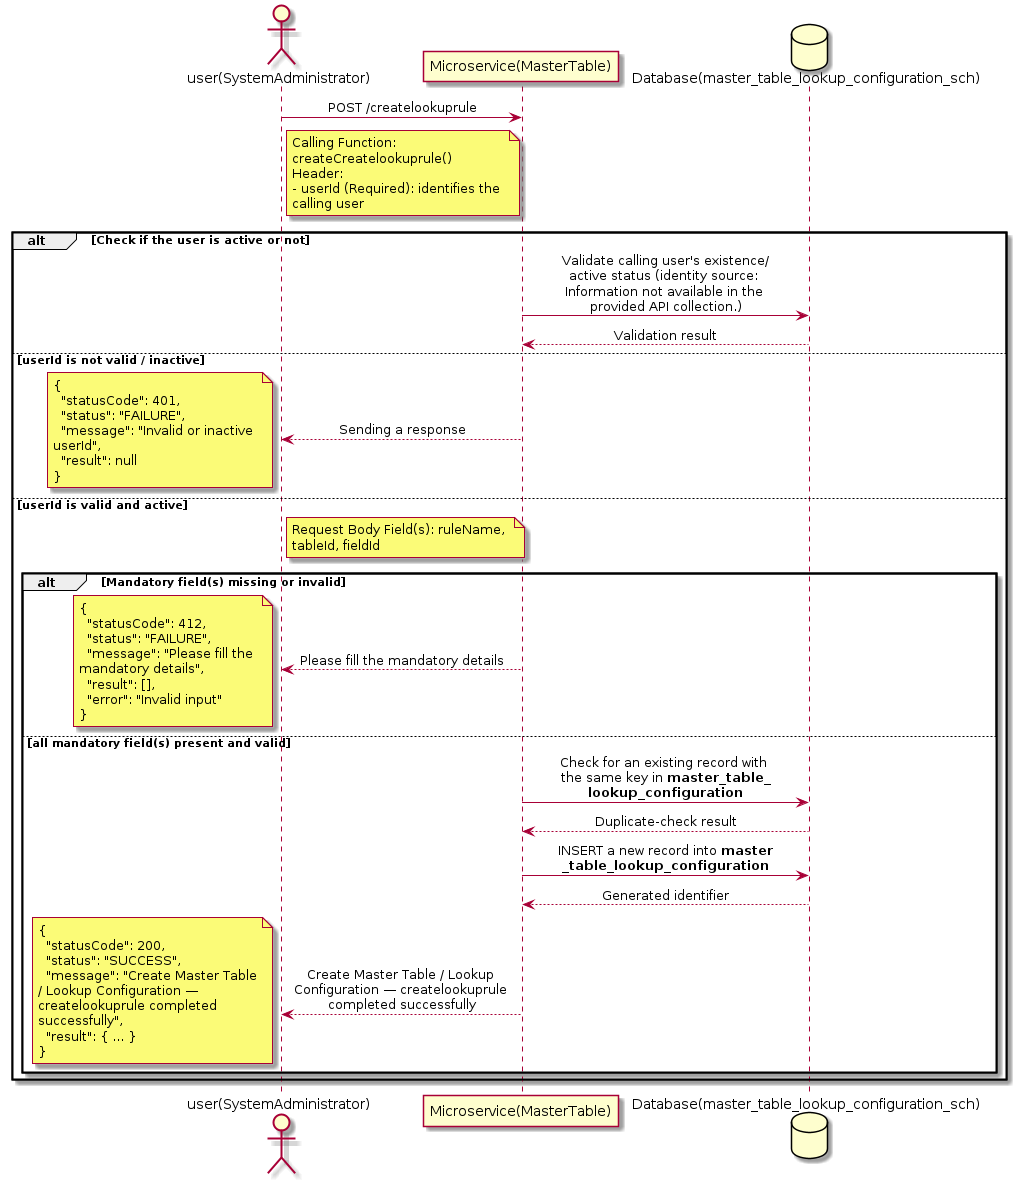 user(SystemAdministrator)
Microservice(MasterTable)
Database(master_table_lookup_configuration_sch)
POST /createlookuprule
Calling Function:
createCreatelookuprule()
Header:
- userId (Required): identifies the
calling user
alt
[Check if the user is active or not]
Validate calling user's existence/
active status (identity source:
Information not available in the
provided API collection.)
Validation result
[userId is not valid / inactive]
{
"statusCode": 401,
"status": "FAILURE",
"message": "Invalid or inactive
userId",
"result": null
}
Sending a response
[userId is valid and active]
Request Body Field(s): ruleName,
tableId, fieldId
alt
[Mandatory field(s) missing or invalid]
{
"statusCode": 412,
"status": "FAILURE",
"message": "Please fill the
mandatory details",
"result": [],
"error": "Invalid input"
}
Please fill the mandatory details
[all mandatory field(s) present and valid]
Check for an existing record with
the same key in master_table_
lookup_configuration
Duplicate-check result
INSERT a new record into master
_table_lookup_configuration
Generated identifier
{
"statusCode": 200,
"status": "SUCCESS",
"message": "Create Master Table
/ Lookup Configuration —
createlookuprule completed
successfully",
"result": { ... }
}
Create Master Table / Lookup
Configuration — createlookuprule
completed successfully
user(SystemAdministrator)
Microservice(MasterTable)
Database(master_table_lookup_configuration_sch)